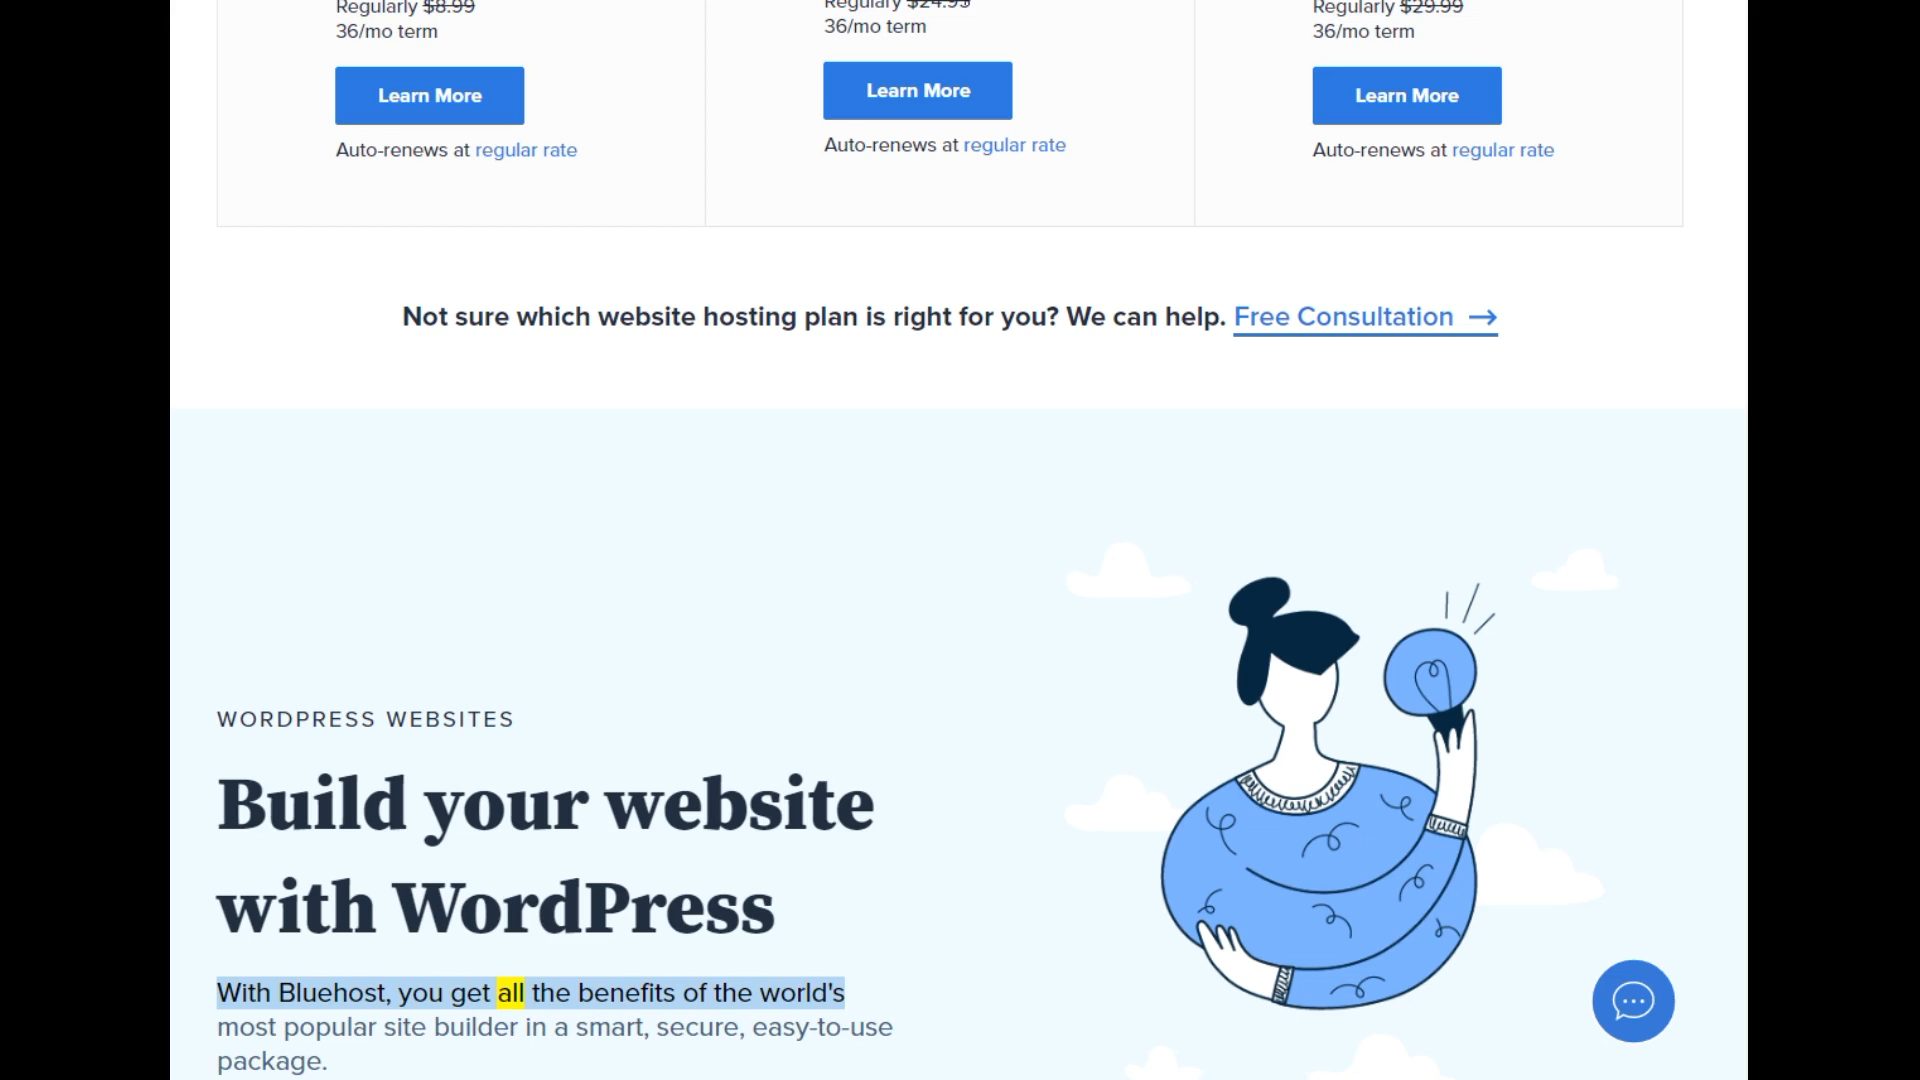 Regularly $8.99
36/mo term
Learn More
Auto-renews at regular rate
Regulary $24.95
36/mo term
Learn More
Auto-renews at regular rate
Regularly $29.99
36/mo term
Learn More
Auto-renews at regular rate
Not sure which website hosting plan is right for you? We can help. Free Consultation →
WORDPRESS WEBSITES
Build your website
with WordPress
With Bluehost, you get all the benefits of the world's
most popular site builder in a smart, secure, easy-to-use
package.